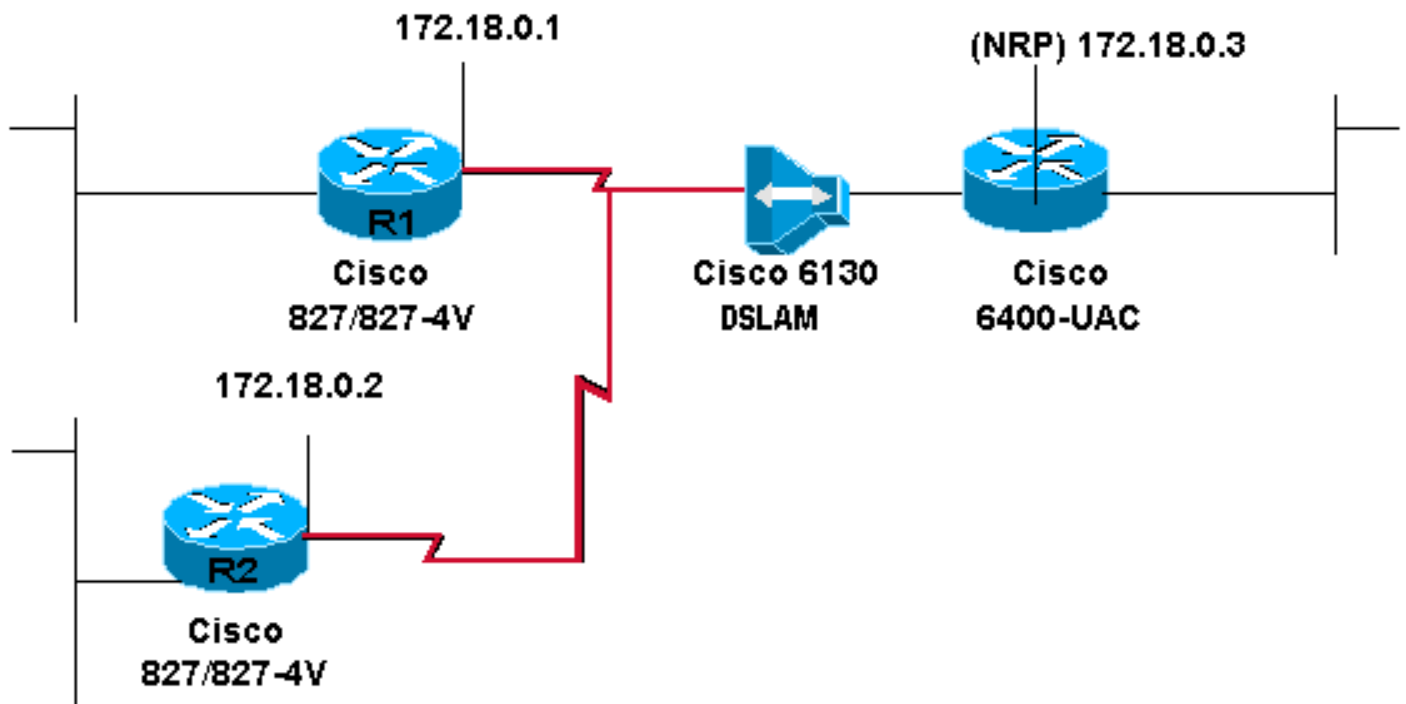 172.18.0.1
(NRP) 172.18.0.3
R1
Cisco
827/827-4V
Cisco 6130
DSLAM
Cisco
6400-UAC
172.18.0.2
R2
Cisco
827/827-4V